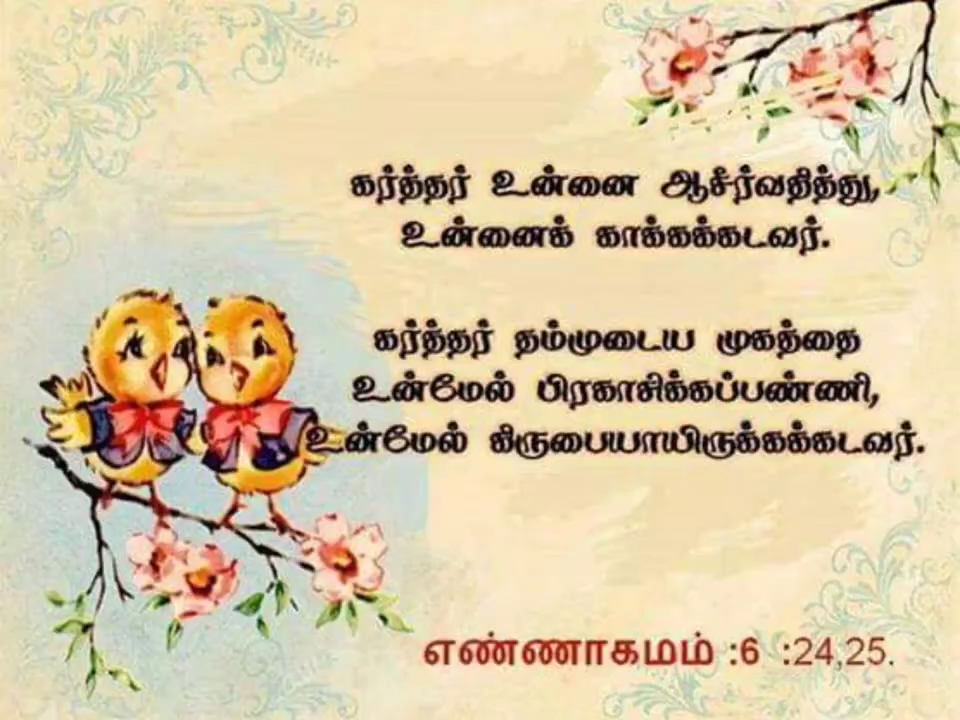 கர்த்தர் உன்னை ஆசீர்வதித்து,
உன்னைக் காக்கக்கடவர்.
கர்த்தர் தம்முடைய முகத்தை
உன்மேல் பிரகாசிக்கப்பண்ணி,
உன்மேல் கிருபையாயிருக்கக்கடவர்.
எண்ணாகமம் :6 :24,25.